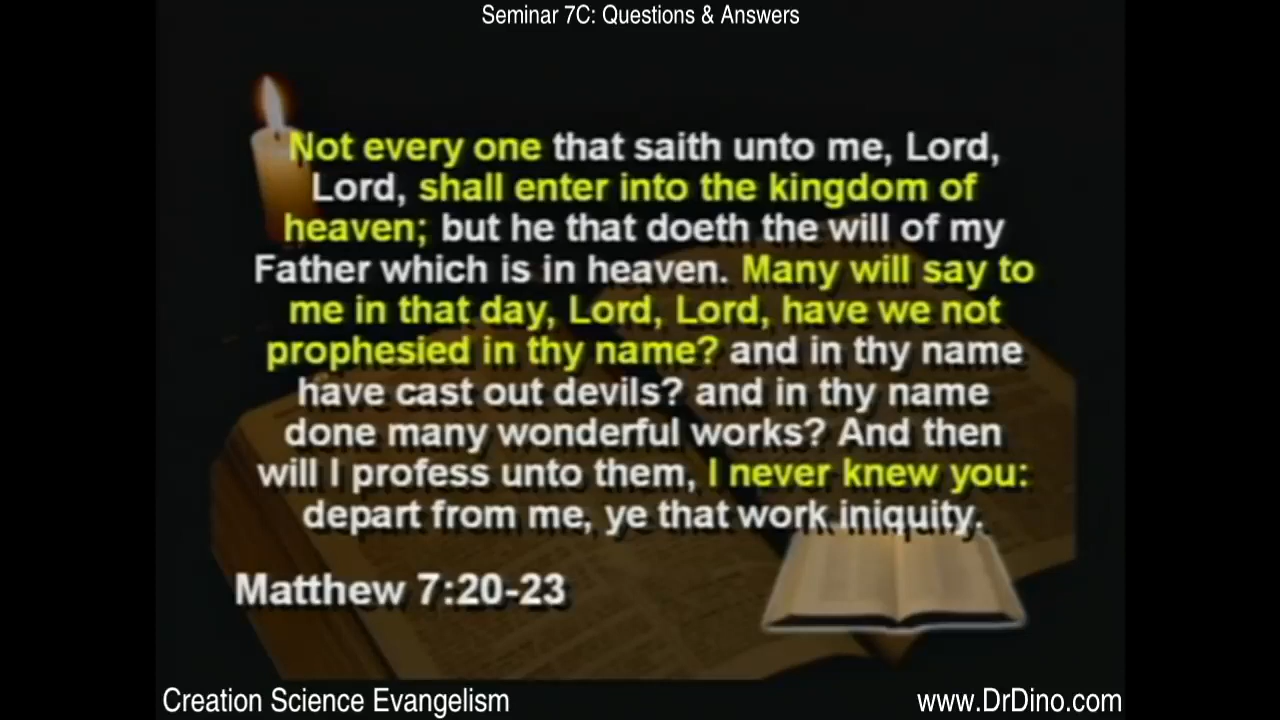 Seminar 7C: Questions & Answers
Not every one that saith unto me, Lord,
Lord, shall enter into the kingdom of
heaven; but he that doeth the will of my
Father which is in heaven. Many will say to
me in that day, Lord, Lord, have we not
prophesied in thy name? and in thy name
have cast out devils? and in thy name
done many wonderful works? And then
will I profess unto them, I never knew you:
depart from me, ye that work iniquity.
Matthew 7:20-23
Creation Science Evangelism
www.DrDino.com